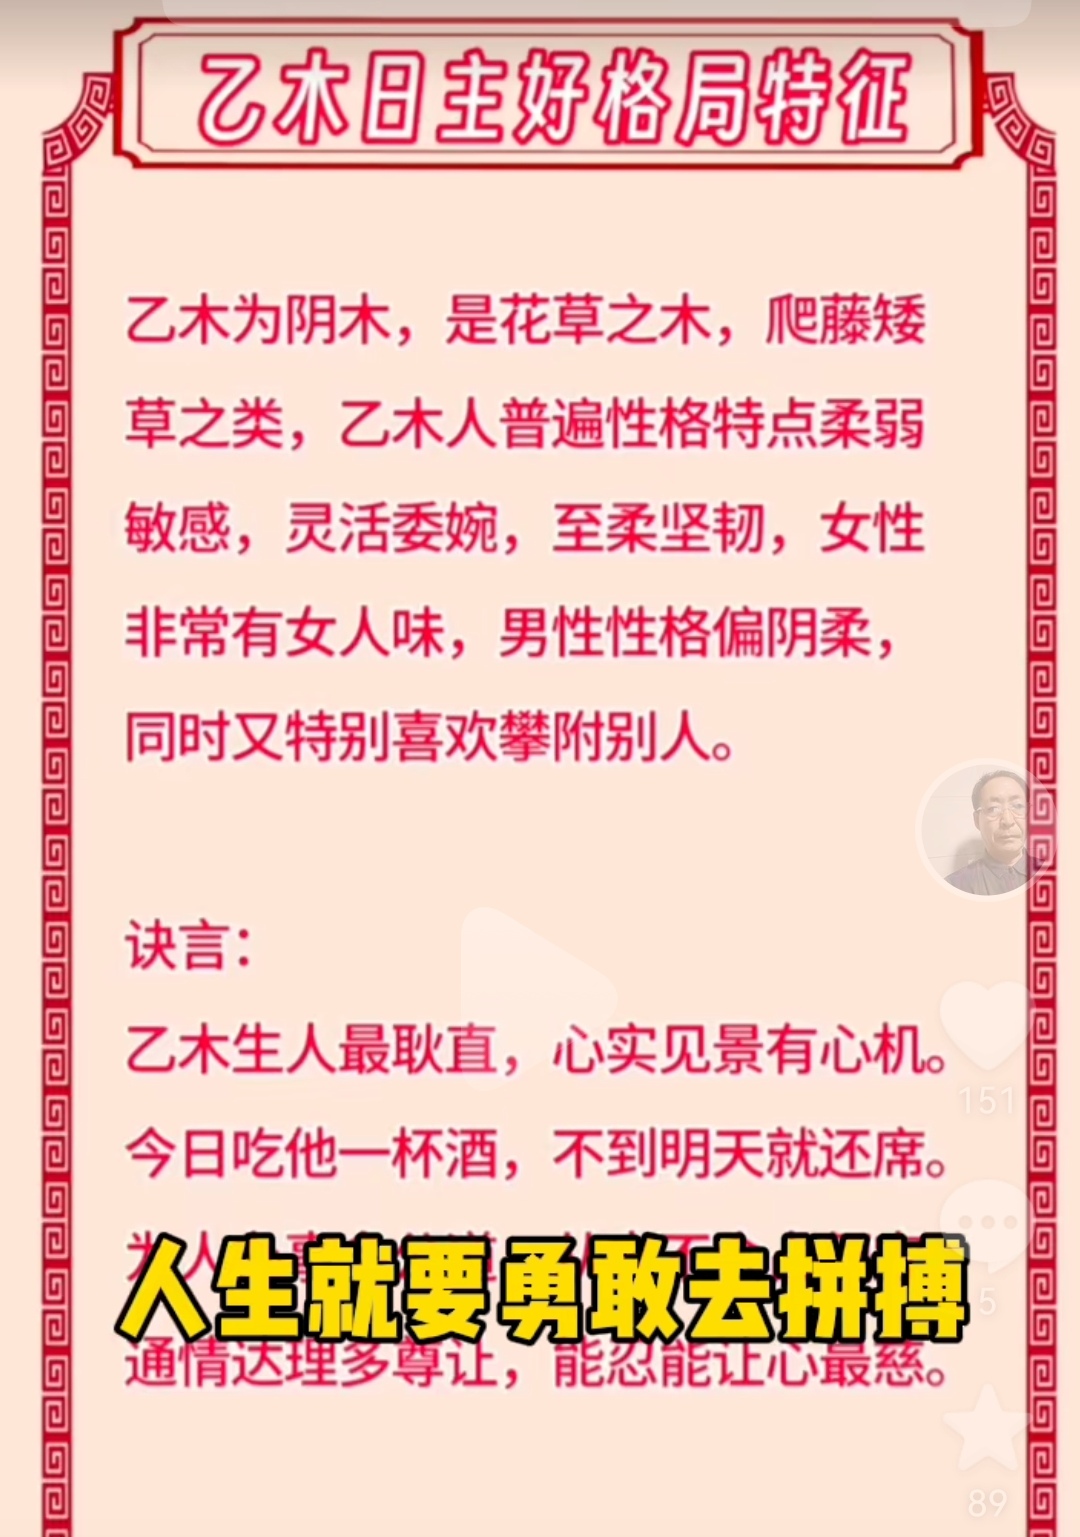 乙木日主好格局特征
乙木为阴木，是花草之木，爬藤矮
草之类，乙木人普遍性格特点柔弱
敏感，灵活委婉，至柔坚韧，女性
非常有女人味，男性性格偏阴柔，
同时又特别喜欢攀附别人。
诀言：
乙木生人最耿直，心实见景有心机。
151
今日吃他一杯酒，不到明天就还席。
人生就要勇敢去拼搏
5
通情达理多尊让，能忍能让心最慈。
89